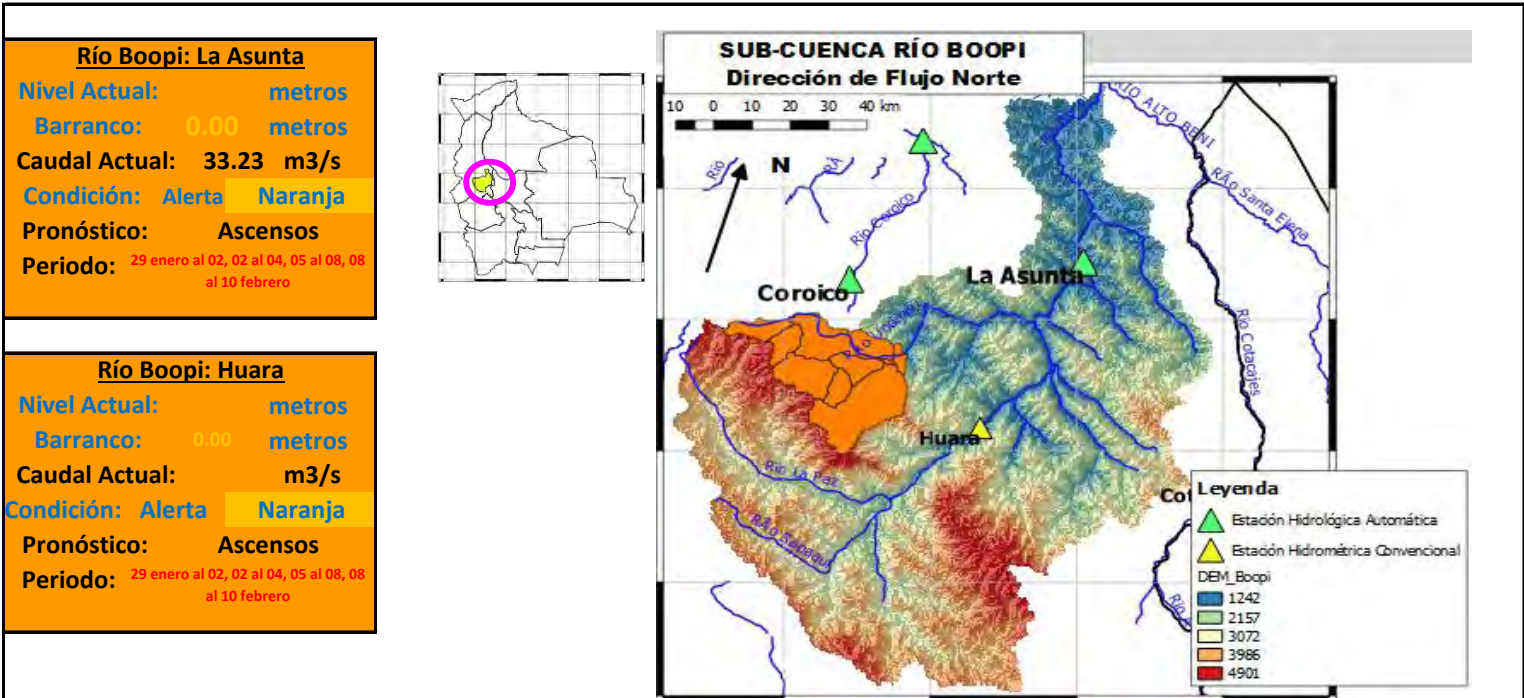 Río Boopi: La Asunta
Nivel Actual: metros
Barranco: 0.00 metros
Caudal Actual: 33.23 m3/s
Condición: Alerta Naranja
Pronóstico: Ascensos
Periodo: 29 enero al 02, 02 al 04, 05 al 08, 08
al 10 febrero
Río Boopi: Huara
Nivel Actual: metros
Barranco: 0.00 metros
Caudal Actual: m3/s
Condición: Alerta Naranja
Pronóstico: Ascensos
Periodo: 29 enero al 02, 02 al 04, 05 al 08, 08
al 10 febrero
SUB-CUENCA RÍO BOOPI
Dirección de Flujo Norte
10 0 10 20 30 40 km
N
Río
RÃ
Río Coroico
RIO ALTO BENI
RÃo Santa Elena
Río Cotacajes
Coroico
La Asunta
Huara
Río La Paz
RÃo Sapaqui
Cot
Leyenda
Estación Hidrológica Automática
Estación Hidrométrica Convencional
DEM_Boopi
1242
2157
3072
3986
4901